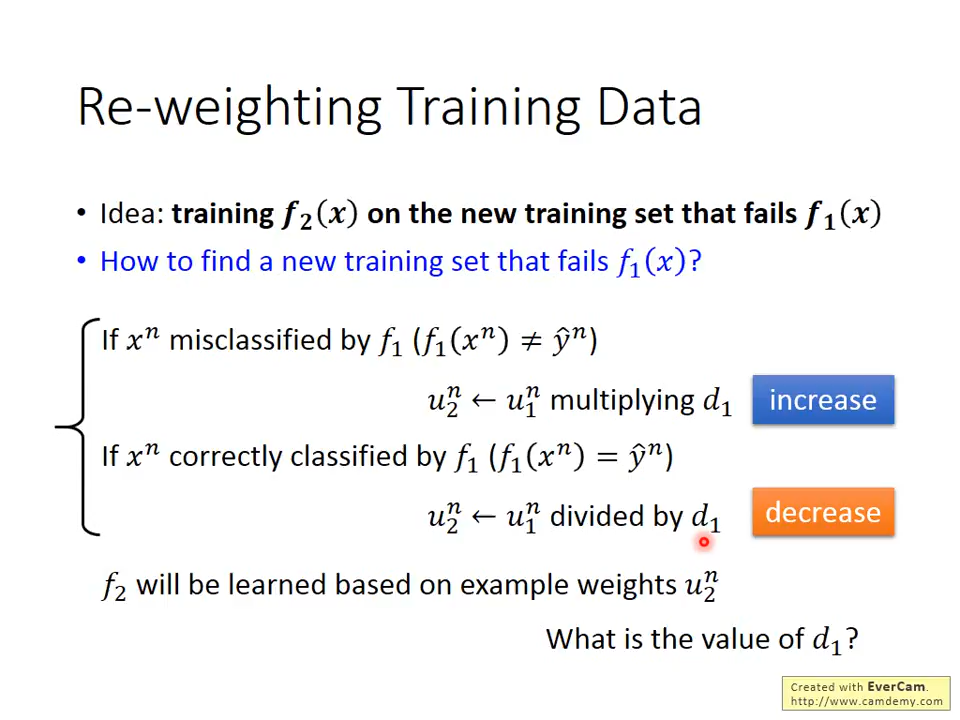 Re-weighting Training Data
• Idea: training f₂(x) on the new training set that fails f₁(x)
• How to find a new training set that fails f₁(x)?
If xⁿ misclassified by f₁ (f₁(xⁿ) ≠ ŷⁿ)
u₂ⁿ ← u₁ⁿ multiplying d₁ increase
If xⁿ correctly classified by f₁ (f₁(xⁿ) = ŷⁿ)
u₂ⁿ ← u₁ⁿ divided by d₁ decrease
f₂ will be learned based on example weights u₂ⁿ
What is the value of d₁?
Created with EverCam.
http://www.camdemy.com